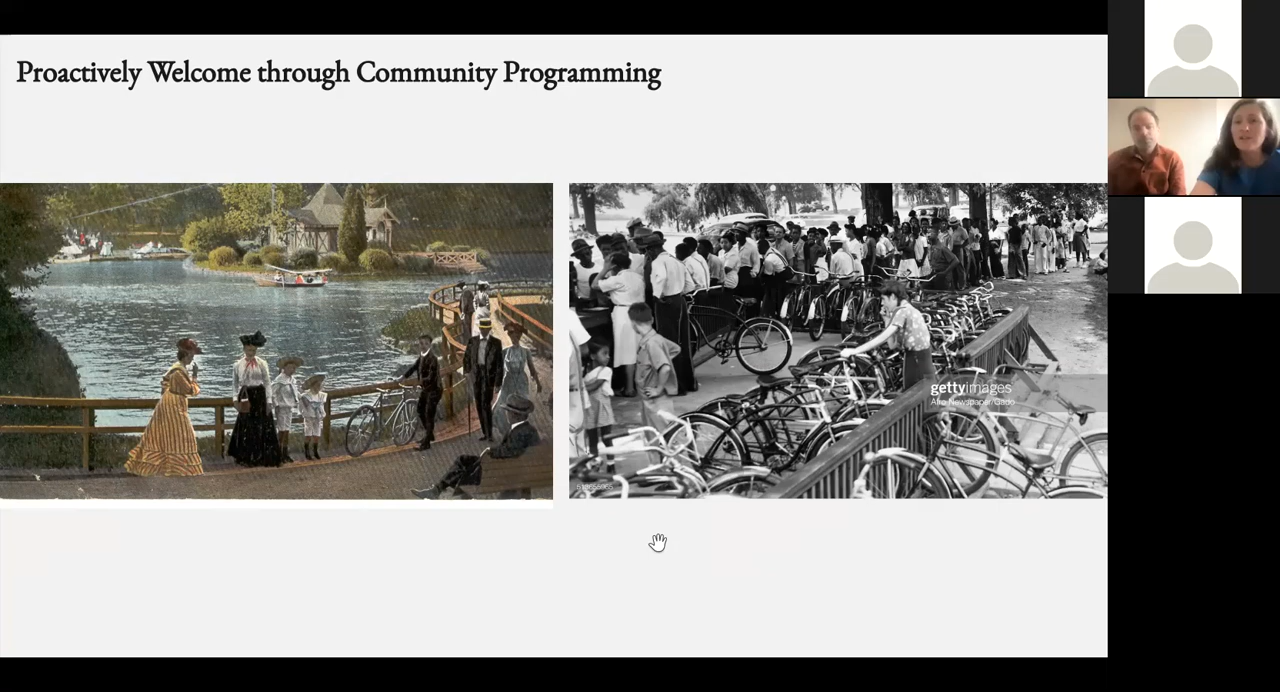 Proactively Welcome through Community Programming
gettyimages
Afro Newspaper/Gado